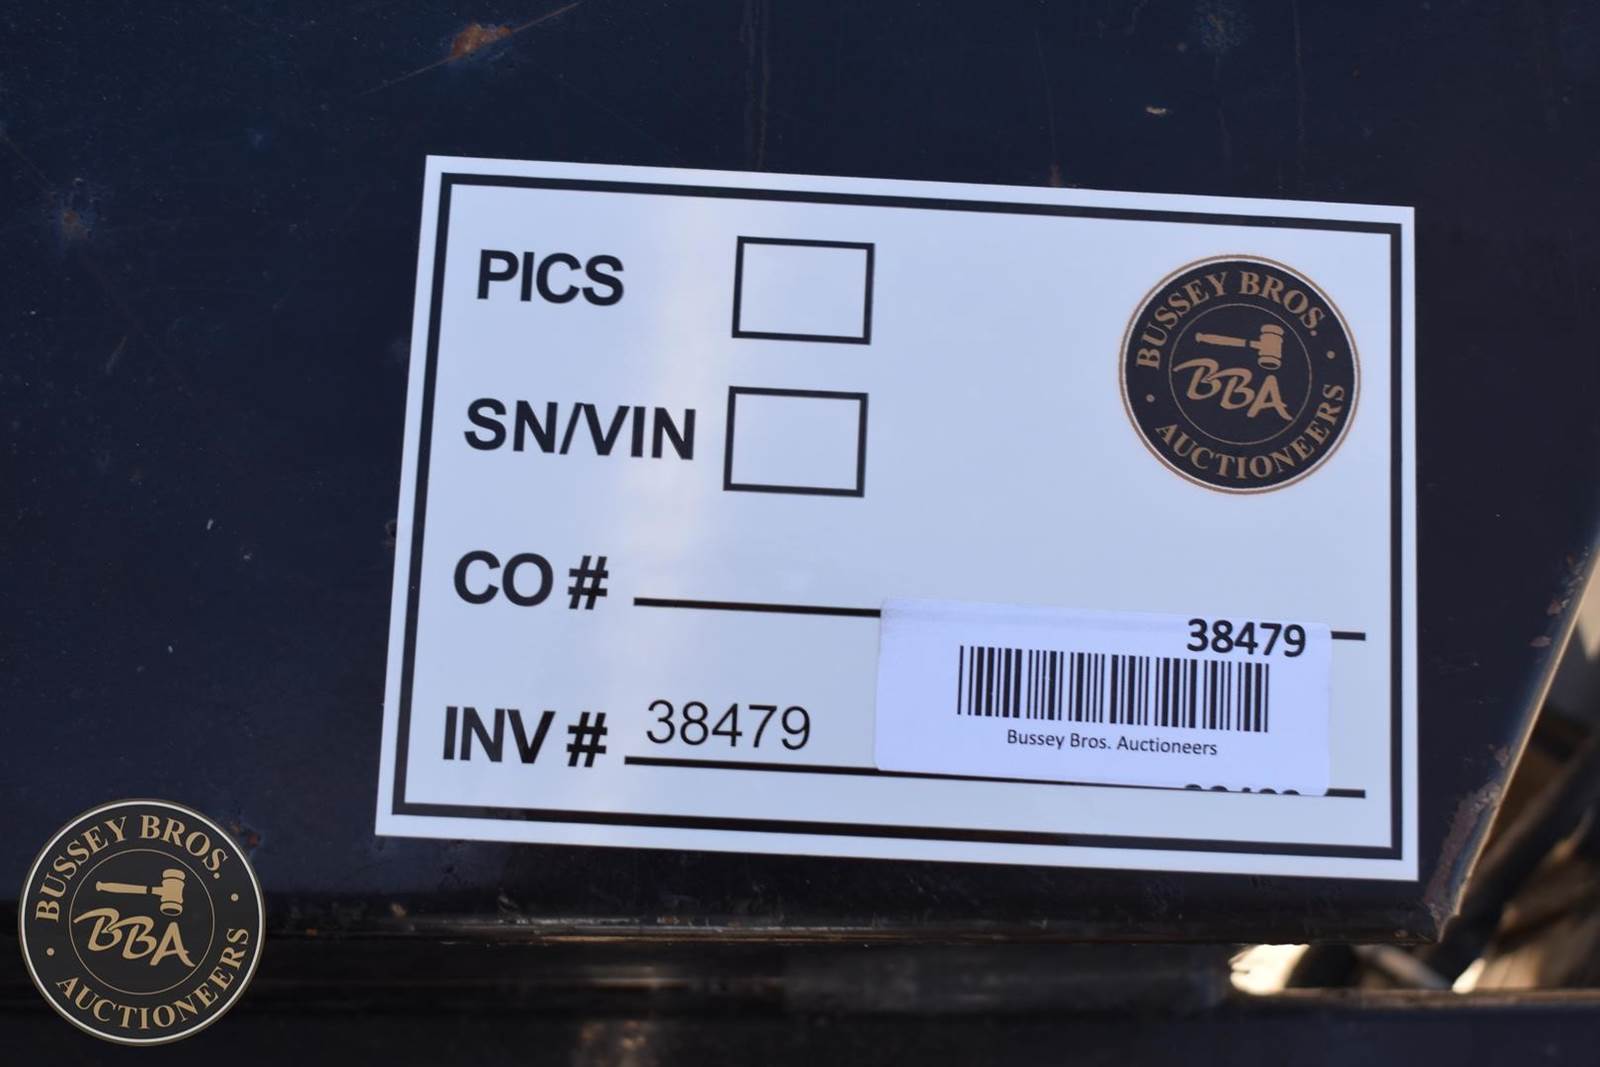 PICS
BUSSEY BROS.
BBA
AUCTIONEERS
SN/VIN
CO #
38479
INV # 38479
Bussey Bros. Auctioneers
BUSSEY BROS.
BBA
AUCTIONEERS